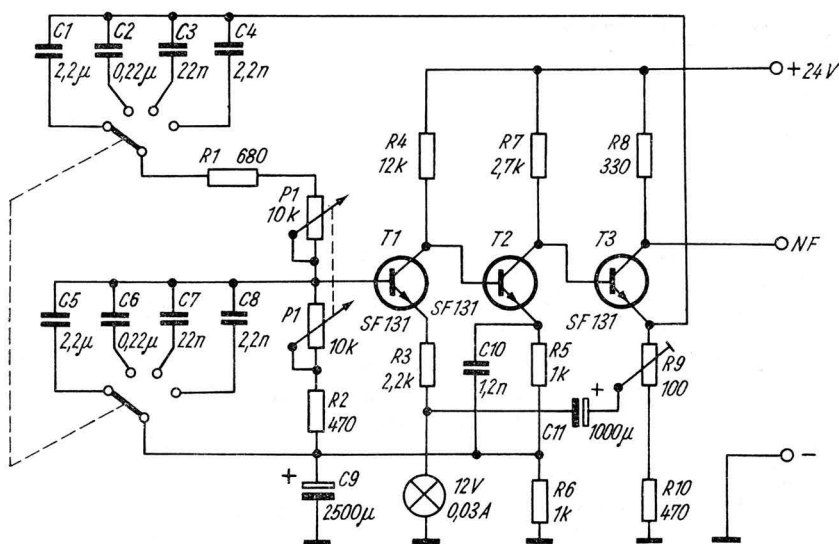 C1
C2
C3
C4
2,2µ
0,22µ
22n
2,2n
+ 24V
R1 680
R4
12k
R7
2,7k
R8
330
P1
10k
T1
T2
T3
NF
C5
C6
C7
C8
2,2µ
0,22µ
22n
2,2n
P1
10k
SF131
SF131
SF131
R3
2,2k
C10
1,2n
R5
1k
R9
100
R2
470
C11
+
1000µ
-
+
C9
2500µ
12V
0,03A
R6
1k
R10
470